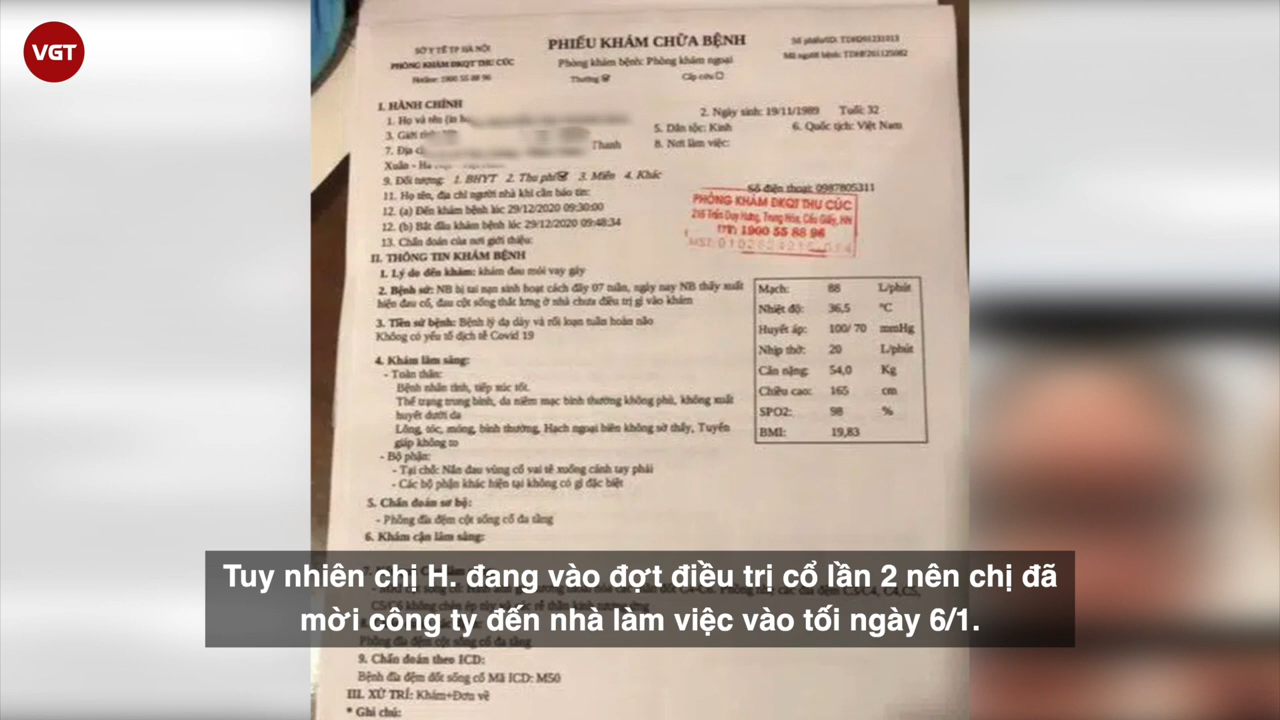 VGT
SỞ Y TẾ TP HÀ NỘI
PHÒNG KHÁM ĐKQT THU CÚC
Hotline: 1900 55 88 96
PHIẾU KHÁM CHỮA BỆNH
Phòng khám bệnh: Phòng khám ngoại
Thường Cấp cứu
Số phiếu/ID:
Mã người bệnh:
I. HÀNH CHÍNH
1. Họ và tên (in
2. Ngày sinh: 19/11/1989 Tuổi: 32
3. Giới
5. Dân tộc: Kinh 6. Quốc tịch: Việt Nam
7. Địa Thanh 8. Nơi làm việc:
Xuân -
9. Đối tượng: 1. BHYT 2. Thu phí 3. Miễn 4. Khác
11. Họ tên, địa chỉ người nhà khi cần báo tin: Số điện thoại: 0987805311
12. (a) Đến khám bệnh lúc 29/12/2020 09:30:00
12. (b) Bắt đầu khám bệnh lúc 29/12/2020 09:48:34
13. Chẩn đoán của nơi giới thiệu:
PHÒNG KHÁM ĐKQT THU CÚC
216 Trần Duy Hưng, Trung Hòa, Cầu Giấy, HN
1900 55 88 96
II. THÔNG TIN KHÁM BỆNH
1. Lý do đến khám: khám đau mỏi vay gáy
2. Bệnh sử: NB bị tai nạn sinh hoạt cách đây 07 tuần, ngày nay NB thấy xuất
hiện đau cổ, đau cột sống thắt lưng ở nhà chưa điều trị gì vào khám
3. Tiền sử bệnh: Bệnh lý dạ dày và rối loạn tuần hoàn não
Không có yếu tố dịch tễ Covid 19
4. Khám lâm sàng:
- Toàn thân:
Bệnh nhân tỉnh, tiếp xúc tốt.
Thể trạng trung bình, da niêm mạc bình thường không phù, không xuất
huyết dưới da
Lông, tóc, móng, bình thường, Hạch ngoại biên không sờ thấy, Tuyến
giáp không to
- Bộ phận:
- Tại chỗ: Nắn đau vùng cổ vai tê xuống cánh tay phải
- Các bộ phận khác hiện tại không có gì đặc biệt
Mạch: 88 L/phút
Nhiệt độ: 36,5 °C
Huyết áp: 100/ 70 mmHg
Nhịp thở: 20 L/phút
Cân nặng: 54,0 Kg
Chiều cao: 165 cm
SPO2: 98 %
BMI: 19,83
5. Chẩn đoán sơ bộ:
- Phồng đĩa đệm cột sống cổ đa tầng
6. Khám cận lâm sàng:
Tuy nhiên chị H. đang vào đợt điều trị cổ lần 2 nên chị đã
mời công ty đến nhà làm việc vào tối ngày 6/1.
Phồng đĩa đệm cột sống cổ đa tầng
9. Chẩn đoán theo ICD:
Bệnh đĩa đệm đốt sống cổ Mã ICD: M50
III. XỬ TRÍ: Khám+Đơn về
* Ghi chú: